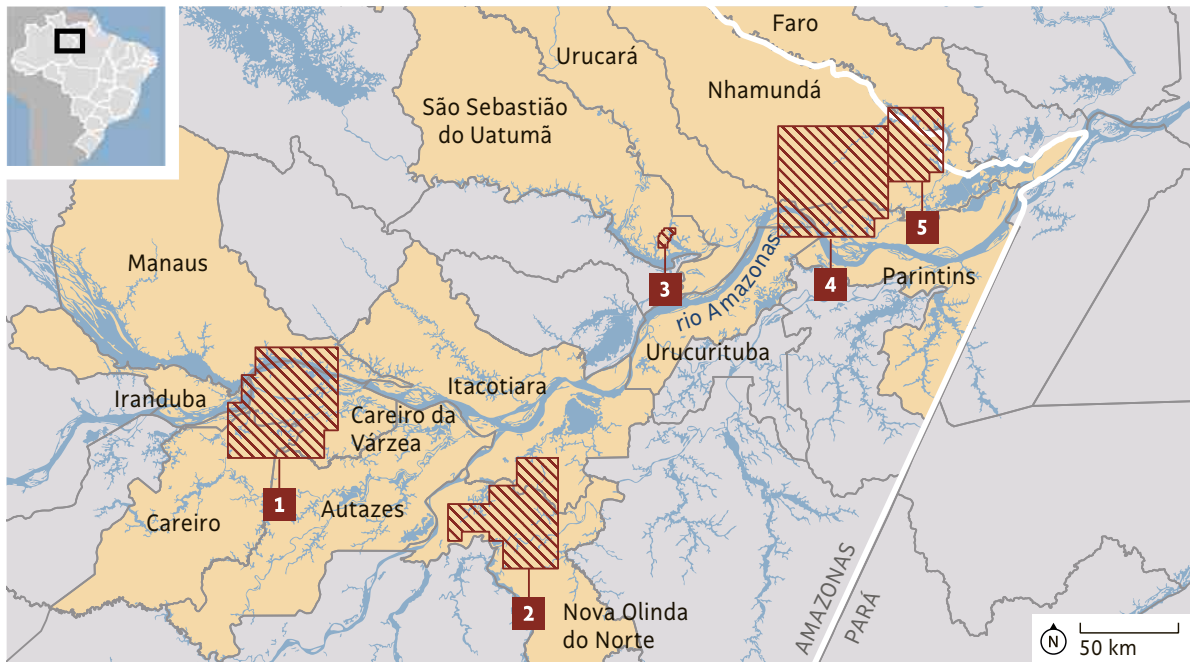 Faro
Urucará
Nhamundá
São Sebastião
do Uatumã
5
Manaus
3
4
Parintins
rio Amazonas
Urucurituba
Itacotiara
Iranduba
Careiro da
Várzea
1
Autazes
Careiro
2
Nova Olinda
do Norte
AMAZONAS
PARÁ
N
50 km